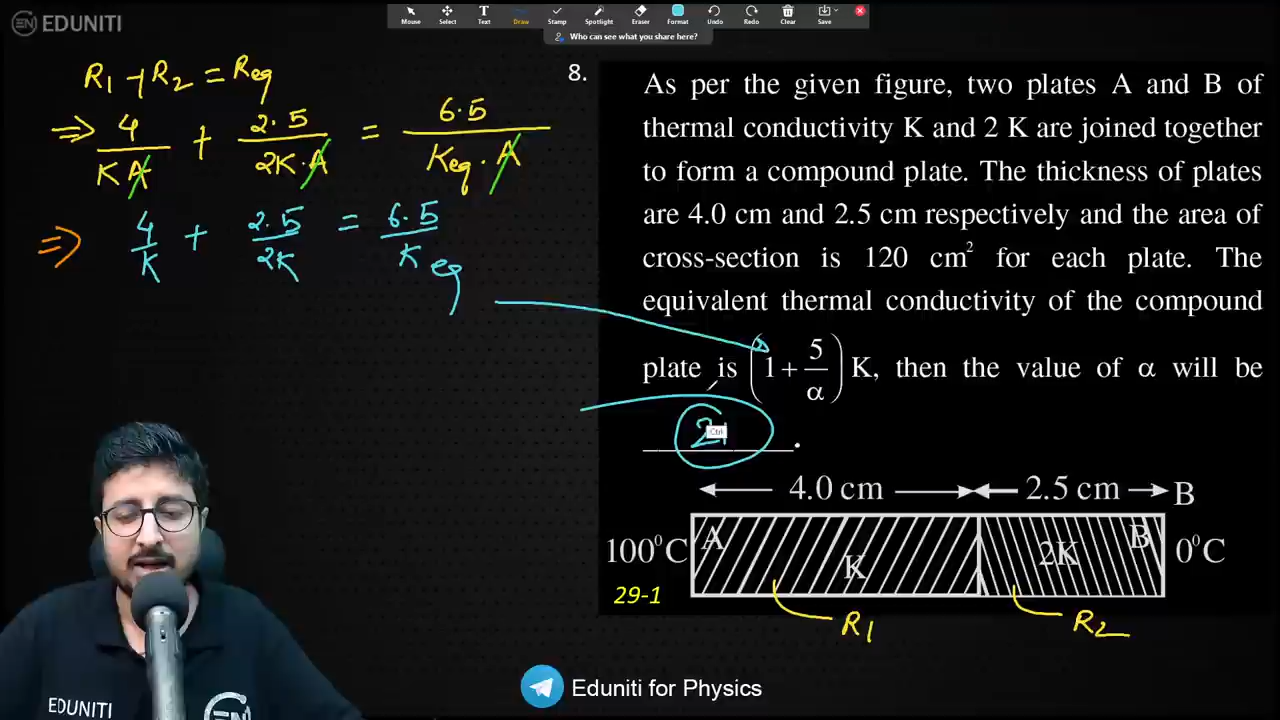 EDUNITI
Mouse Select Text Draw Stamp Spotlight Eraser Format Undo Redo Clear Save
Who can see what you share here?
R1 + R2 = Req
⇒ 4/KA + 2.5/2K·A = 6.5/Keq·A
⇒ 4/K + 2.5/2K = 6.5/Keq
8.
As per the given figure, two plates A and B of
thermal conductivity K and 2 K are joined together
to form a compound plate. The thickness of plates
are 4.0 cm and 2.5 cm respectively and the area of
cross-section is 120 cm² for each plate. The
equivalent thermal conductivity of the compound
plate is (1 + 5/α) K, then the value of α will be
21
Ctrl
________.
4.0 cm 2.5 cm B
100°C A K 2K B 0°C
29-1
R1 R2
EDUNITI
Eduniti for Physics